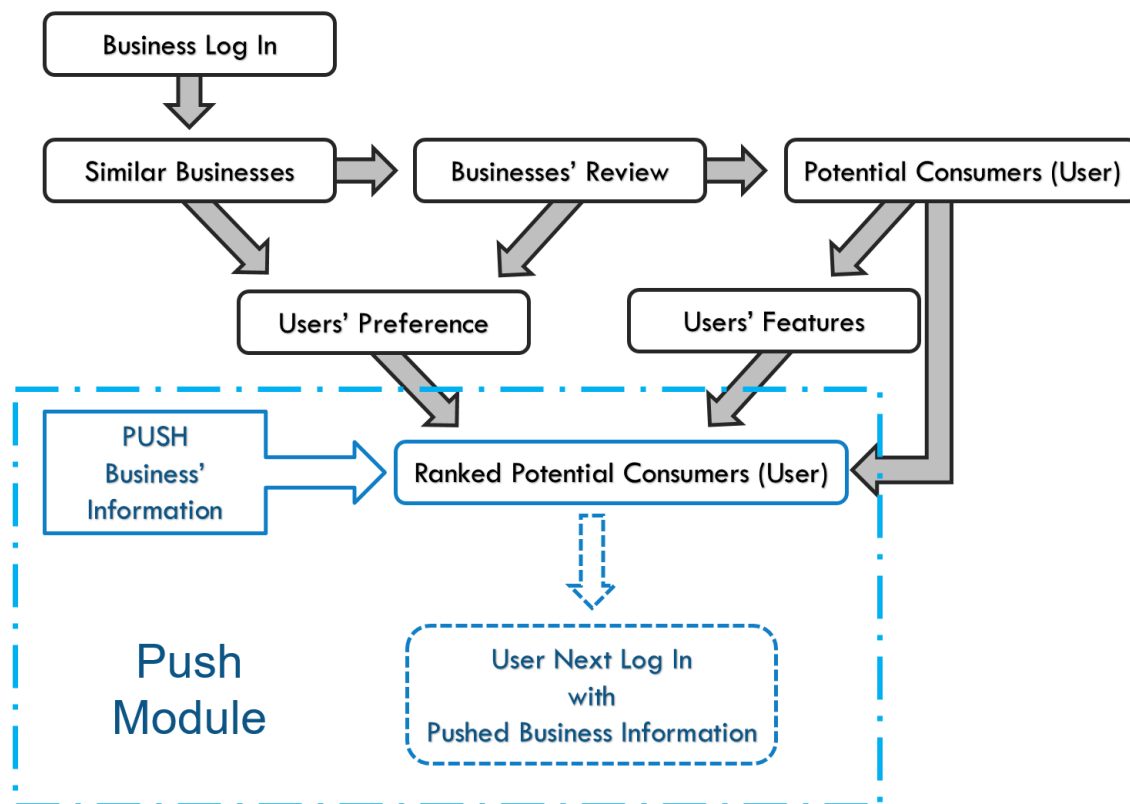 Business Log In
Similar Businesses
Businesses' Review
Potential Consumers (User)
Users' Preference
Users' Features
PUSH
Business'
Information
Ranked Potential Consumers (User)
Push
Module
User Next Log In
with
Pushed Business Information